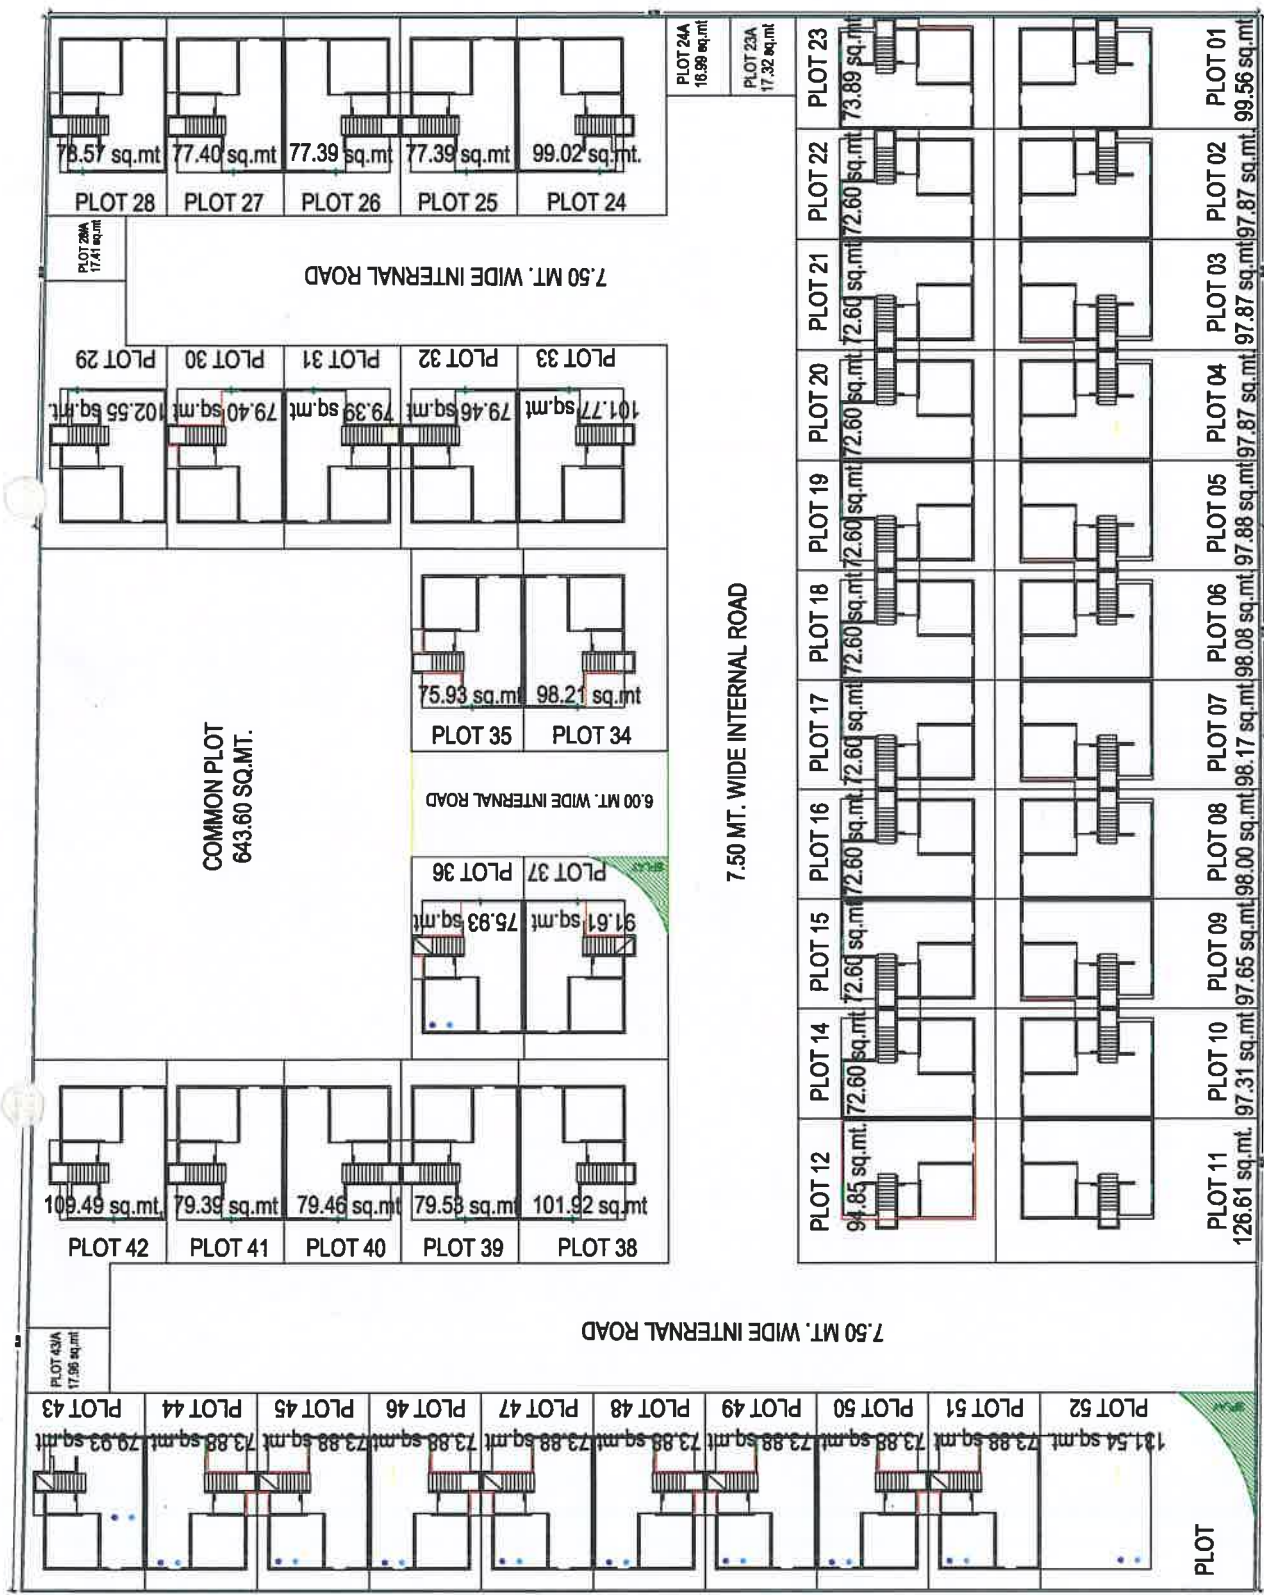 PLOT 24A
16.99 sq.mt
PLOT 23A
17.32 sq.mt
78.57 sq.mt
PLOT 28
77.40 sq.mt
PLOT 27
77.39 sq.mt
PLOT 26
77.39 sq.mt
PLOT 25
99.02 sq.mt.
PLOT 24
PLOT 28/A
17.41 sq.mt
7.50 MT. WIDE INTERNAL ROAD
PLOT 29
102.55 sq.mt.
PLOT 30
79.40 sq.mt
PLOT 31
79.39 sq.mt
PLOT 32
79.46 sq.mt
PLOT 33
101.77 sq.mt
COMMON PLOT
643.60 SQ.MT.
75.93 sq.mt
PLOT 35
98.21 sq.mt
PLOT 34
6.00 MT. WIDE INTERNAL ROAD
PLOT 36
75.93 sq.mt
PLOT 37
91.61 sq.mt
SPLAY
7.50 MT. WIDE INTERNAL ROAD
109.49 sq.mt.
PLOT 42
79.39 sq.mt
PLOT 41
79.46 sq.mt
PLOT 40
79.53 sq.mt
PLOT 39
101.92 sq.mt
PLOT 38
PLOT 23
73.89 sq.mt
PLOT 22
72.60 sq.mt.
PLOT 21
72.60 sq.mt
PLOT 20
72.60 sq.mt.
PLOT 19
72.60 sq.mt
PLOT 18
72.60 sq.mt.
PLOT 17
72.60 sq.mt
PLOT 16
72.60 sq.mt.
PLOT 15
72.60 sq.mt
PLOT 14
72.60 sq.mt.
PLOT 12
94.85 sq.mt.
PLOT 01
99.56 sq.mt
PLOT 02
97.87 sq.mt.
PLOT 03
97.87 sq.mt
PLOT 04
97.87 sq.mt
PLOT 05
97.88 sq.mt
PLOT 06
98.08 sq.mt.
PLOT 07
98.17 sq.mt
PLOT 08
98.00 sq.mt.
PLOT 09
97.65 sq.mt
PLOT 10
97.31 sq.mt
PLOT 11
126.61 sq.mt.
7.50 MT. WIDE INTERNAL ROAD
PLOT 43/A
17.96 sq.mt
PLOT 43
79.93 sq.mt
PLOT 44
73.88 sq.mt
PLOT 45
73.88 sq.mt
PLOT 46
73.88 sq.mt
PLOT 47
73.88 sq.mt
PLOT 48
73.88 sq.mt
PLOT 49
73.88 sq.mt
PLOT 50
73.88 sq.mt
PLOT 51
73.88 sq.mt
PLOT 52
131.54 sq.mt
SPLAY
PLOT